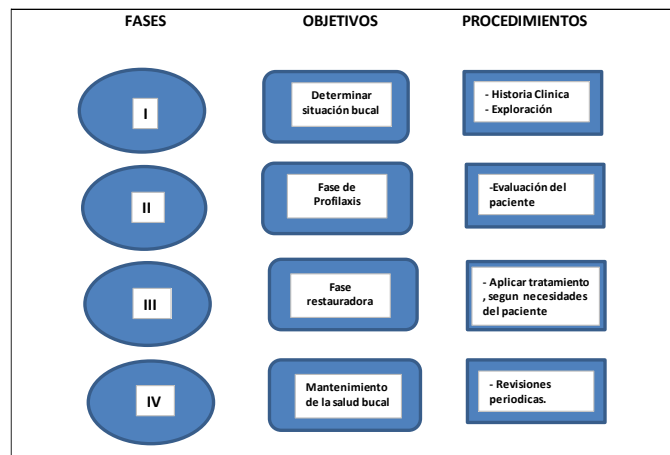 FASES OBJETIVOS PROCEDIMIENTOS
I
Determinar
situación bucal
- Historia Clinica
- Exploración
II
Fase de
Profilaxis
-Evaluación del
paciente
III
Fase
restauradora
- Aplicar tratamiento
, segun necesidades
del paciente
IV
Mantenimiento
de la salud bucal
- Revisiones
periodicas.